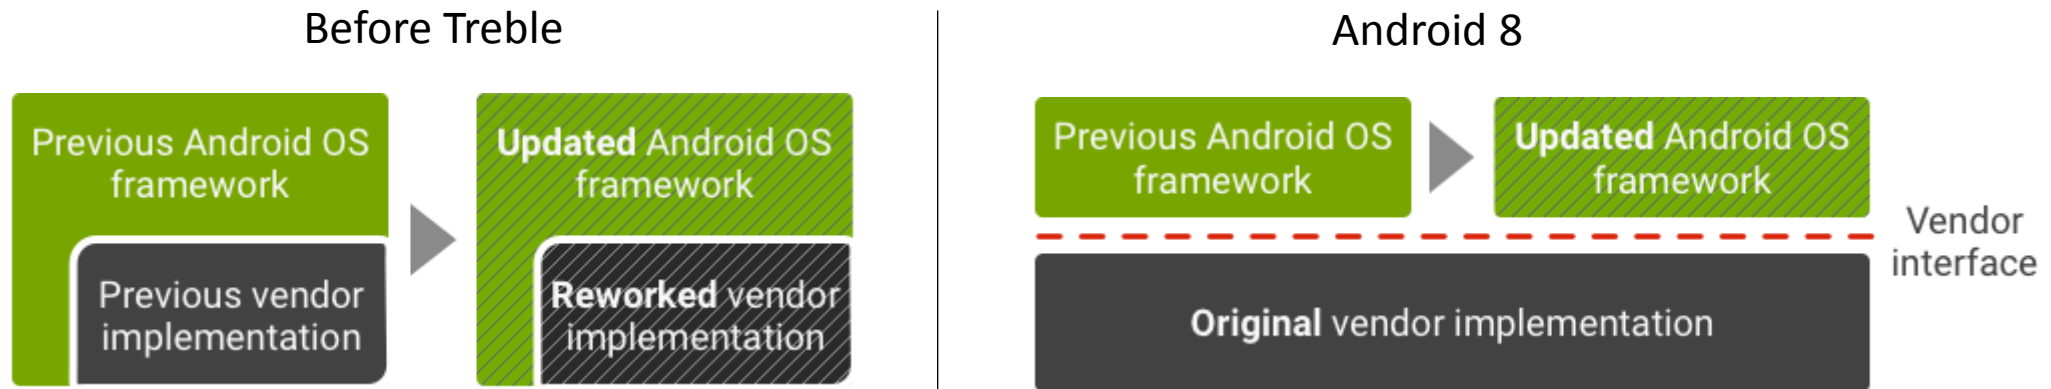 Before Treble
Previous Android OS
framework
Previous vendor
implementation
Updated Android OS
framework
Reworked vendor
implementation
Android 8
Previous Android OS
framework
Updated Android OS
framework
Vendor
interface
Original vendor implementation